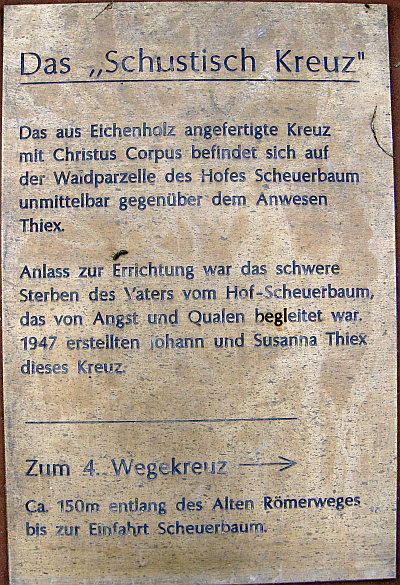 Das „Schustisch Kreuz"
Das aus Eichenholz angefertigte Kreuz
mit Christus Corpus befindet sich auf
der Waldparzelle des Hofes Scheuerbaum
unmittelbar gegenüber dem Anwesen
Thiex.
Anlass zur Errichtung war das schwere
Sterben des Vaters vom Hof-Scheuerbaum,
das von Angst und Qualen begleitet war.
1947 erstellten Johann und Susanna Thiex
dieses Kreuz.
Zum 4. Wegekreuz →
Ca. 150m entlang des Alten Römerweges
bis zur Einfahrt Scheuerbaum.